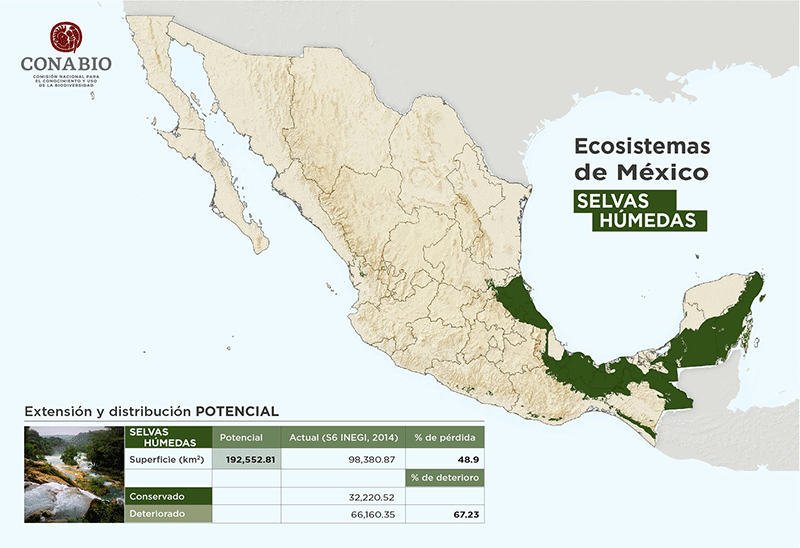 CONABIO
COMISIÓN NACIONAL PARA
EL CONOCIMIENTO Y USO
DE LA BIODIVERSIDAD
Ecosistemas
de México
SELVAS
HÚMEDAS
Extensión y distribución POTENCIAL
SELVAS
HÚMEDAS
Potencial
Actual (S6 INEGI, 2014)
% de pérdida
Superficie (km²)
192,552.81
98,380.87
48.9
% de deterioro
Conservado
32,220.52
Deteriorado
66,160.35
67.23